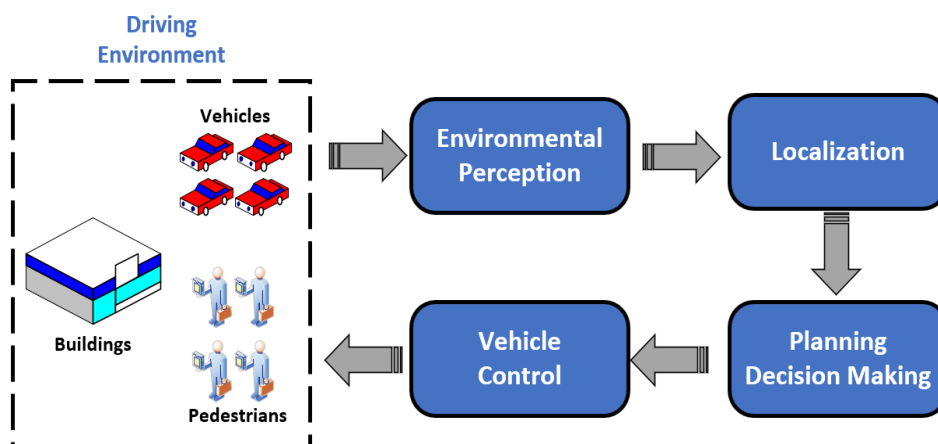 Driving
Environment
Vehicles
Buildings
Pedestrians
Environmental
Perception
Localization
Vehicle
Control
Planning
Decision Making